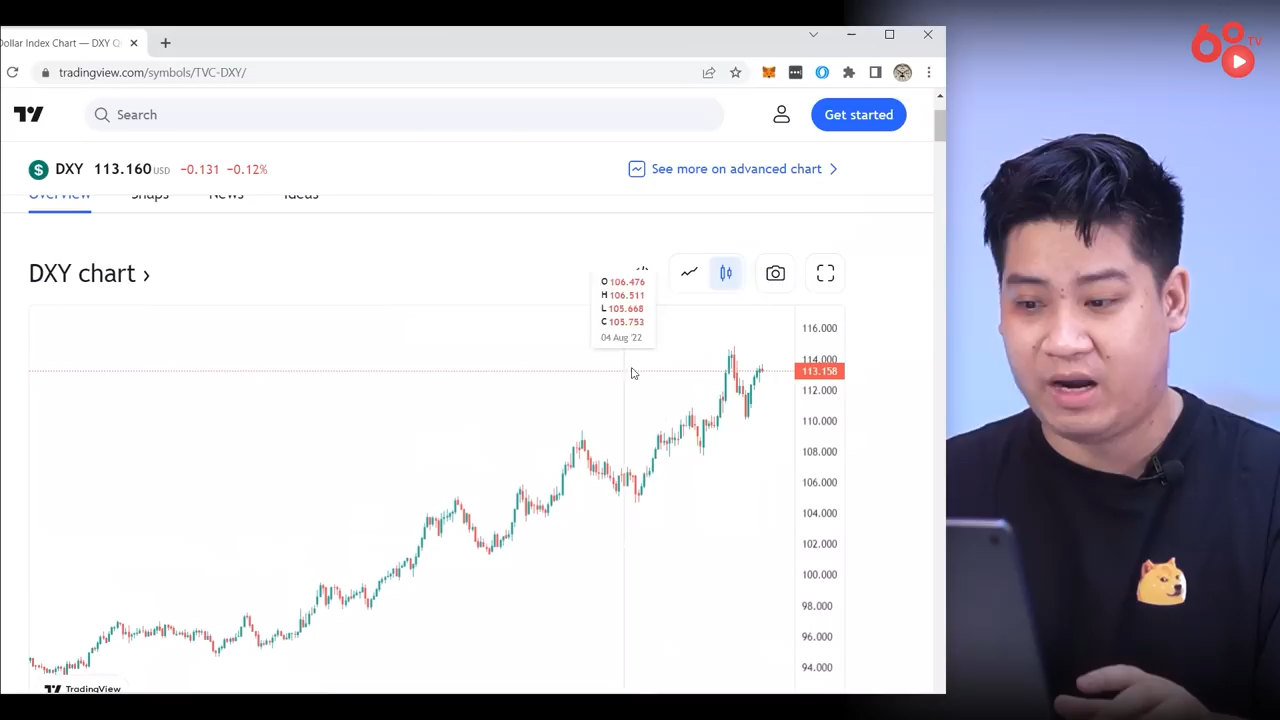 Dollar Index Chart — DXY Q
tradingview.com/symbols/TVC-DXY/
Search
Get started
DXY 113.160 USD −0.131 −0.12%
See more on advanced chart
Overview Snaps News Ideas
DXY chart ›
O 106.476
H 106.511
L 105.668
C 105.753
04 Aug '22
116.000
114.000
113.158
112.000
110.000
108.000
106.000
104.000
102.000
100.000
98.000
96.000
94.000
TradingView
68 TV